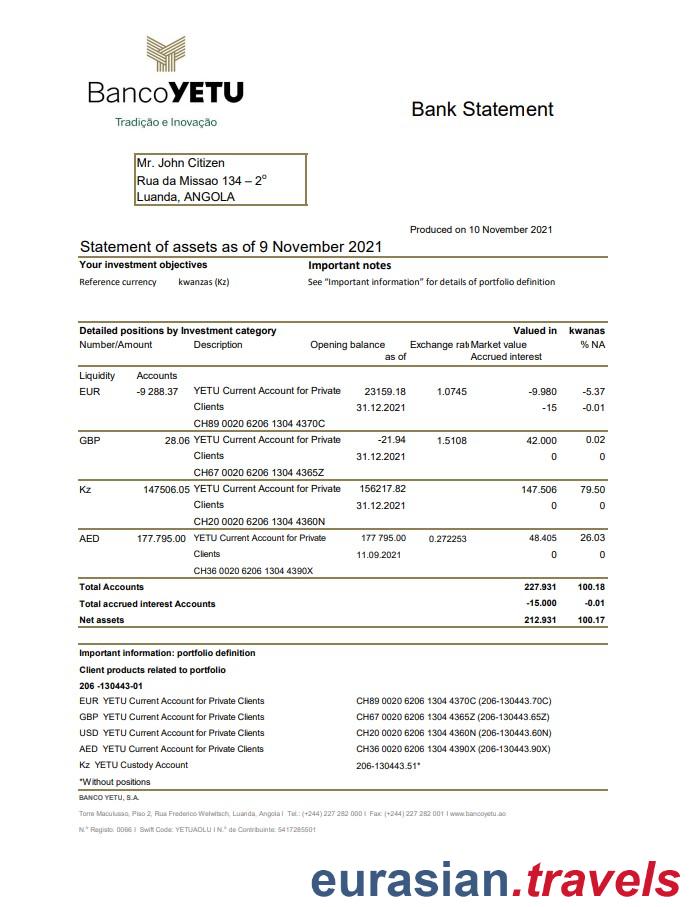 BancoYETU
Tradição e Inovação
Bank Statement
Mr. John Citizen
Rua da Missao 134 – 2º
Luanda, ANGOLA
Produced on 10 November 2021
Statement of assets as of 9 November 2021
Your investment objectives Important notes
Reference currency kwanzas (Kz) See “Important information” for details of portfolio definition
Detailed positions by Investment category Valued in kwanas
Number/Amount Description Opening balance Exchange rat Market value % NA
as of Accrued interest
Liquidity Accounts
EUR -9 288.37 YETU Current Account for Private 23159.18 1.0745 -9.980 -5.37
Clients 31.12.2021 -15 -0.01
CH89 0020 6206 1304 4370C
GBP 28.06 YETU Current Account for Private -21.94 1.5108 42.000 0.02
Clients 31.12.2021 0 0
CH67 0020 6206 1304 4365Z
Kz 147506.05 YETU Current Account for Private 156217.82 147.506 79.50
Clients 31.12.2021 0 0
CH20 0020 6206 1304 4360N
AED 177.795.00 YETU Current Account for Private 177 795.00 0.272253 48.405 26.03
Clients 11.09.2021 0 0
CH36 0020 6206 1304 4390X
Total Accounts 227.931 100.18
Total accrued interest Accounts -15.000 -0.01
Net assets 212.931 100.17
Important information: portfolio definition
Client products related to portfolio
206 -130443-01
EUR YETU Current Account for Private Clients CH89 0020 6206 1304 4370C (206-130443.70C)
GBP YETU Current Account for Private Clients CH67 0020 6206 1304 4365Z (206-130443.65Z)
USD YETU Current Account for Private Clients CH20 0020 6206 1304 4360N (206-130443.60N)
AED YETU Current Account for Private Clients CH36 0020 6206 1304 4390X (206-130443.90X)
Kz YETU Custody Account 206-130443.51*
*Without positions
BANCO YETU, S.A.
Torre Maculusso, Piso 2, Rua Frederico Welwitsch, Luanda, Angola I Tel.: (+244) 227 282 000 I Fax: (+244) 227 282 001 I www.bancoyetu.ao
N.º Registo: 0066 I Swift Code: YETUAOLU I N.º de Contribuinte: 5417285501
eurasian.travels